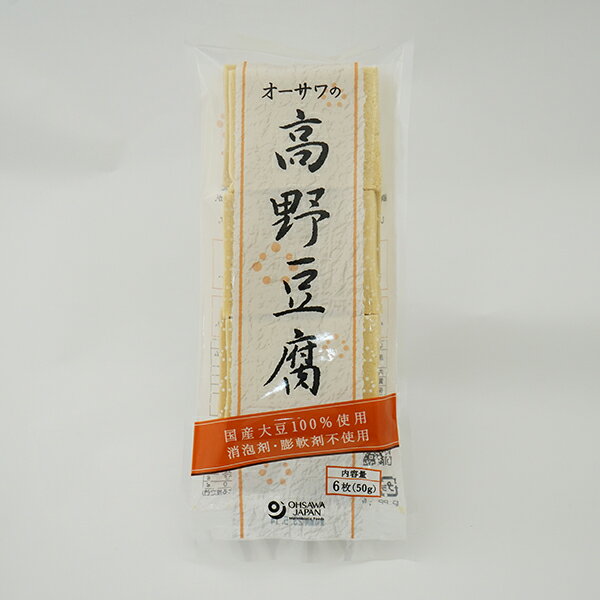 オーサワの
高野豆腐
国産大豆100%使用
消泡剤・膨軟剤不使用
内容量
6枚(50g)
OHSAWA
JAPAN